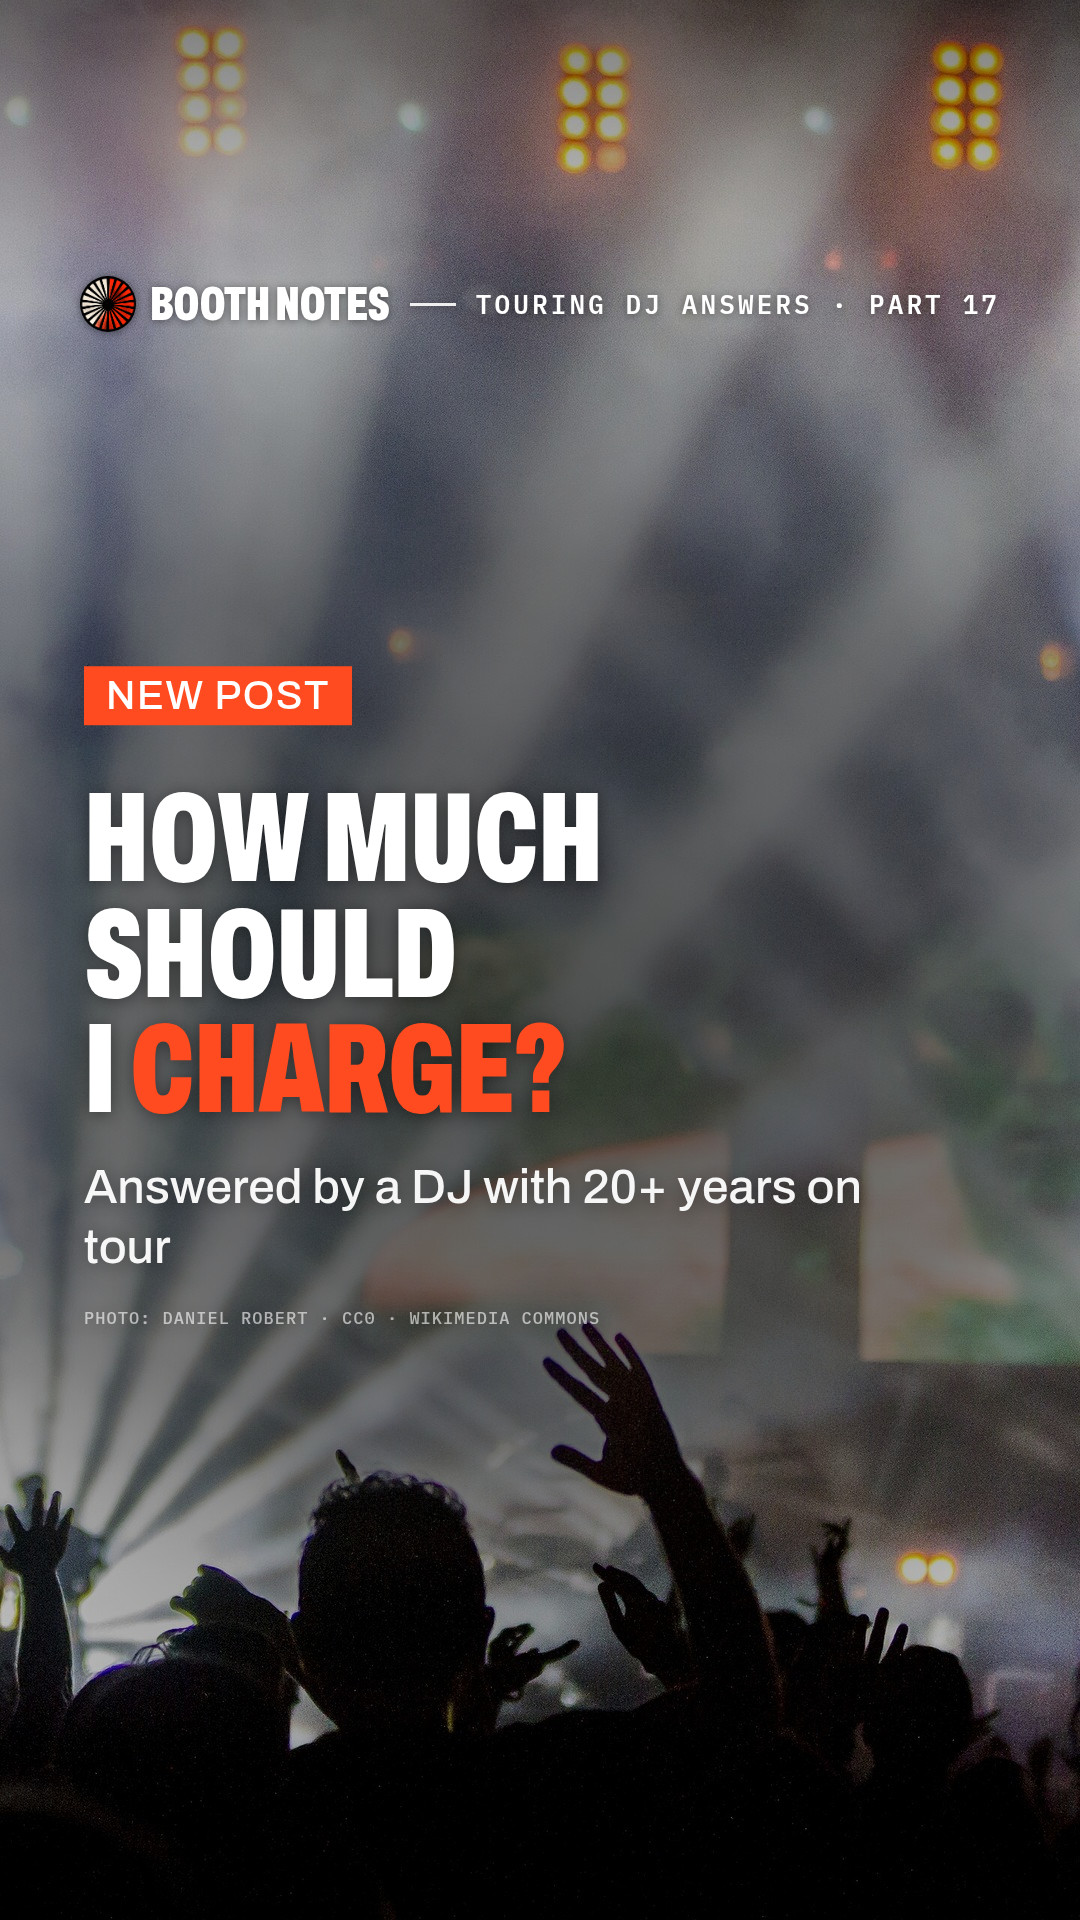 BOOTH NOTES — TOURING DJ ANSWERS · PART 17
NEW POST
HOW MUCH
SHOULD
I CHARGE?
Answered by a DJ with 20+ years on
tour
PHOTO: DANIEL ROBERT · CC0 · WIKIMEDIA COMMONS